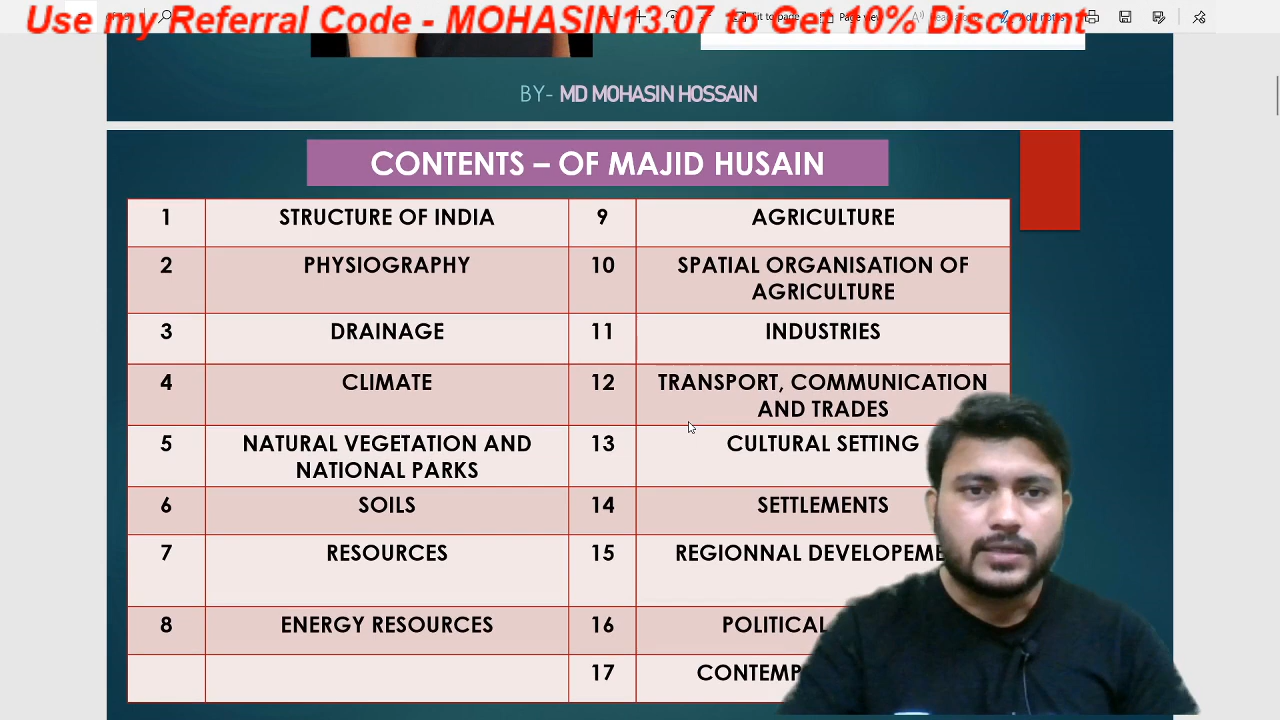 Use my Referral Code - MOHASIN13.07 to Get 10% Discount
BY- MD MOHASIN HOSSAIN
CONTENTS – OF MAJID HUSAIN
1 STRUCTURE OF INDIA 9 AGRICULTURE
2 PHYSIOGRAPHY 10 SPATIAL ORGANISATION OF
AGRICULTURE
3 DRAINAGE 11 INDUSTRIES
4 CLIMATE 12 TRANSPORT, COMMUNICATION
AND TRADES
5 NATURAL VEGETATION AND 13 CULTURAL SETTING
NATIONAL PARKS
6 SOILS 14 SETTLEMENTS
7 RESOURCES 15 REGIONNAL
8 ENERGY RESOURCES 16 POLITICAL
17